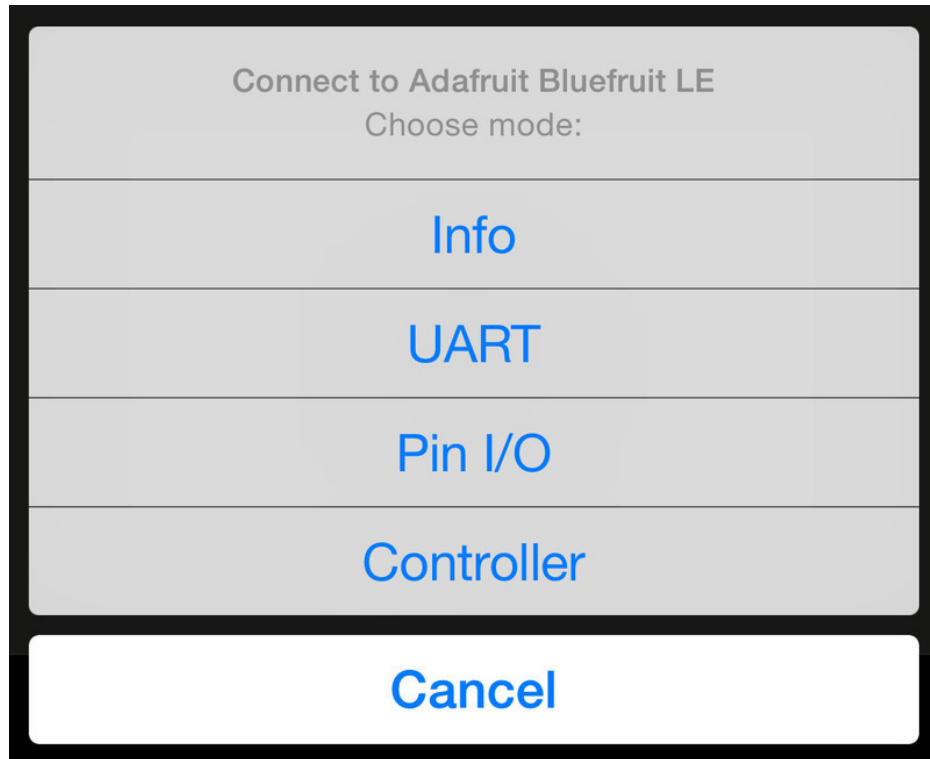 Connect to Adafruit Bluefruit LE
Choose mode:
Info
UART
Pin I/O
Controller
Cancel